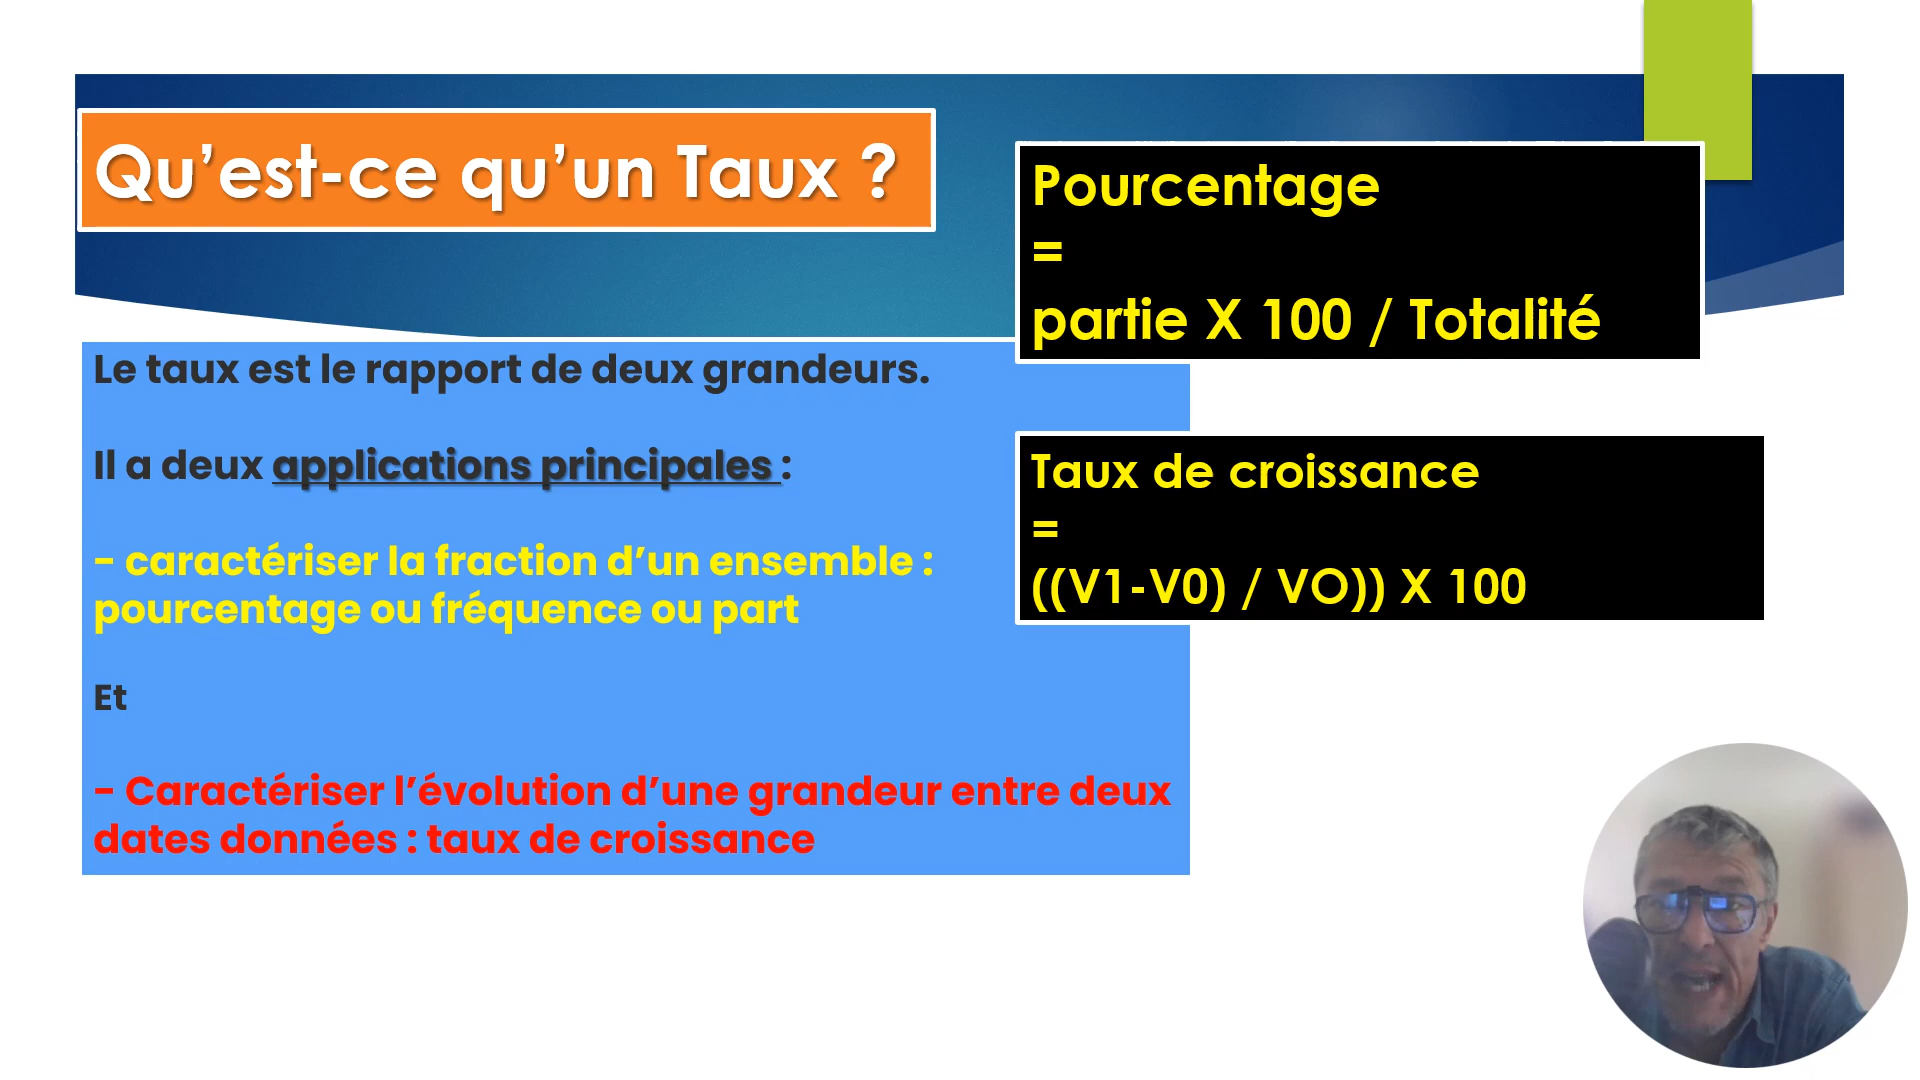 Qu’est-ce qu’un Taux ?
Pourcentage
=
partie X 100 / Totalité
Le taux est le rapport de deux grandeurs.
Il a deux applications principales :
- caractériser la fraction d’un ensemble :
pourcentage ou fréquence ou part
Et
- Caractériser l’évolution d’une grandeur entre deux
dates données : taux de croissance
Taux de croissance
=
((V1-V0) / VO)) X 100